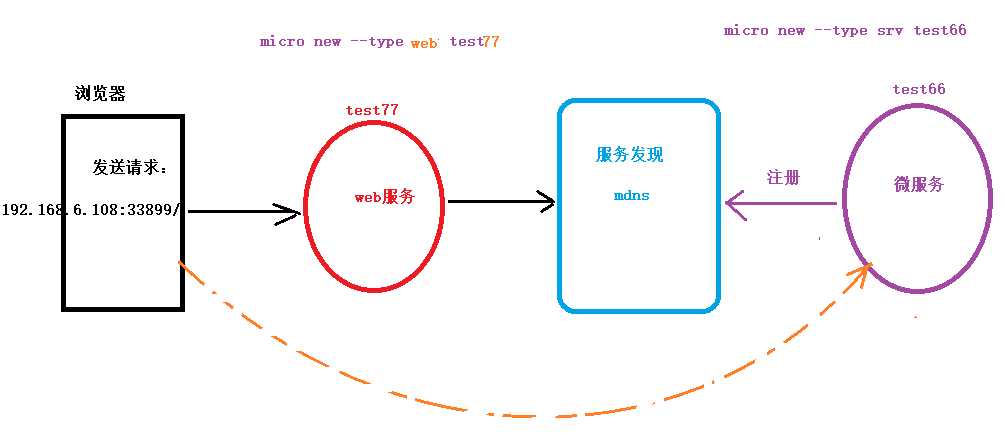 micro new --type web test77
micro new --type srv test66
浏览器
test77
test66
发送请求:
192.168.6.108:33899/
web服务
服务发现
mdns
注册
微服务